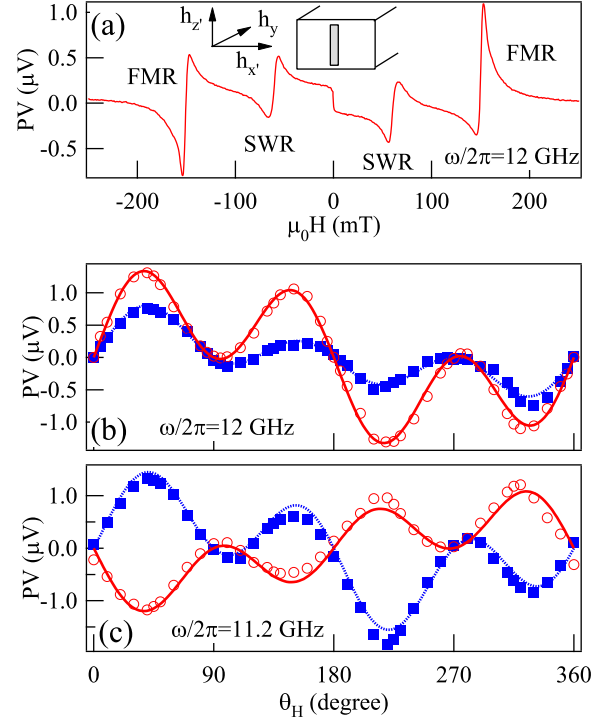 (a)
h_z'
h_y
h_x'
FMR
FMR
SWR
SWR
ω/2π=12 GHz
PV (µV)
1.0
0.5
0.0
-0.5
-200
-100
0
100
200
µ₀H (mT)
PV (µV)
1.0
0.5
0.0
-0.5
-1.0
(b)
ω/2π=12 GHz
PV (µV)
1.0
0.0
-1.0
(c)
ω/2π=11.2 GHz
0
90
180
270
360
θ_H (degree)